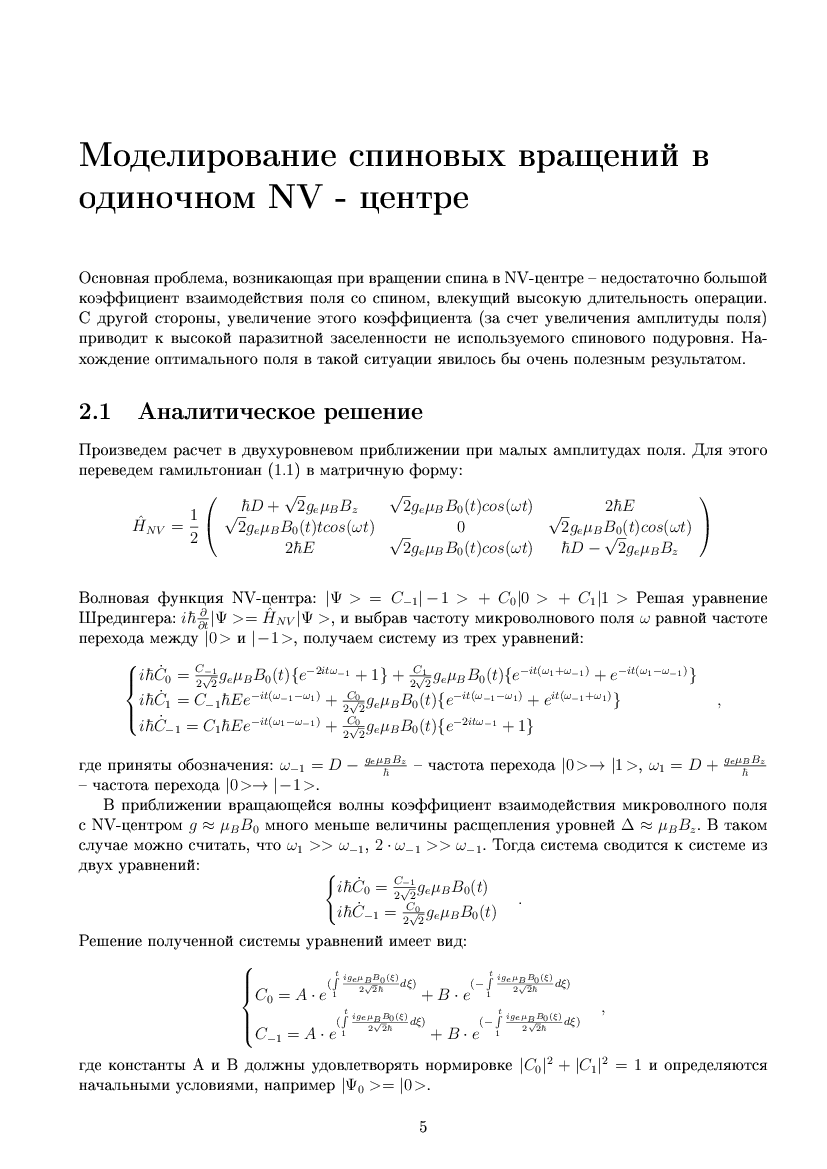 Моделирование спиновых вращений в
одиночном NV - центре
Основная проблема, возникающая при вращении спина в NV-центре – недостаточно большой
коэффициент взаимодействия поля со спином, влекущий высокую длительность операции.
С другой стороны, увеличение этого коэффициента (за счет увеличения амплитуды поля)
приводит к высокой паразитной заселенности не используемого спинового подуровня. На-
хождение оптимального поля в такой ситуации явилось бы очень полезным результатом.
2.1 Аналитическое решение
Произведем расчет в двухуровневом приближении при малых амплитудах поля. Для этого
переведем гамильтониан (1.1) в матричную форму:
$\hat{H}_{NV} = \frac{1}{2} \begin{pmatrix} \hbar D + \sqrt{2} g_e \mu_B B_z & \sqrt{2} g_e \mu_B B_0(t) cos(\omega t) & 2\hbar E \\ \sqrt{2} g_e \mu_B B_0(t) t cos(\omega t) & 0 & \sqrt{2} g_e \mu_B B_0(t) cos(\omega t) \\ 2\hbar E & \sqrt{2} g_e \mu_B B_0(t) cos(\omega t) & \hbar D - \sqrt{2} g_e \mu_B B_z \end{pmatrix}$
Волновая функция NV-центра: $|\Psi > = C_{-1}|-1 > + C_0|0 > + C_1|1 >$ Решая уравнение
Шредингера: $i\hbar \frac{\partial}{\partial t}|\Psi >= \hat{H}_{NV}|\Psi >$, и выбрав частоту микроволнового поля $\omega$ равной частоте
перехода между $|0>$ и $|-1>$, получаем систему из трех уравнений:
$\begin{cases} i\hbar \dot{C}_0 = \frac{C_{-1}}{2\sqrt{2}} g_e \mu_B B_0(t)\{e^{-2it\omega_{-1}} + 1\} + \frac{C_1}{2\sqrt{2}} g_e \mu_B B_0(t)\{e^{-it(\omega_1+\omega_{-1})} + e^{-it(\omega_1-\omega_{-1})}\} \\ i\hbar \dot{C}_1 = C_{-1} \hbar E e^{-it(\omega_{-1}-\omega_1)} + \frac{C_0}{2\sqrt{2}} g_e \mu_B B_0(t)\{e^{-it(\omega_{-1}-\omega_1)} + e^{it(\omega_{-1}+\omega_1)}\} \\ i\hbar \dot{C}_{-1} = C_1 \hbar E e^{-it(\omega_1-\omega_{-1})} + \frac{C_0}{2\sqrt{2}} g_e \mu_B B_0(t)\{e^{-2it\omega_{-1}} + 1\} \end{cases}$ ,
где приняты обозначения: $\omega_{-1} = D - \frac{g_e \mu_B B_z}{\hbar}$ – частота перехода $|0> \to |1>$, $\omega_1 = D + \frac{g_e \mu_B B_z}{\hbar}$
– частота перехода $|0> \to |-1>$.
В приближении вращающейся волны коэффициент взаимодействия микроволного поля
с NV-центром $g \approx \mu_B B_0$ много меньше величины расщепления уровней $\Delta \approx \mu_B B_z$. В таком
случае можно считать, что $\omega_1 >> \omega_{-1}$, $2 \cdot \omega_{-1} >> \omega_{-1}$. Тогда система сводится к системе из
двух уравнений:
$\begin{cases} i\hbar \dot{C}_0 = \frac{C_{-1}}{2\sqrt{2}} g_e \mu_B B_0(t) \\ i\hbar \dot{C}_{-1} = \frac{C_0}{2\sqrt{2}} g_e \mu_B B_0(t) \end{cases}$ .
Решение полученной системы уравнений имеет вид:
$\begin{cases} C_0 = A \cdot e^{(\int_1^t \frac{i g_e \mu_B B_0(\xi)}{2\sqrt{2}\hbar} d\xi)} + B \cdot e^{(-\int_1^t \frac{i g_e \mu_B B_0(\xi)}{2\sqrt{2}\hbar} d\xi)} \\ C_{-1} = A \cdot e^{(\int_1^t \frac{i g_e \mu_B B_0(\xi)}{2\sqrt{2}\hbar} d\xi)} + B \cdot e^{(-\int_1^t \frac{i g_e \mu_B B_0(\xi)}{2\sqrt{2}\hbar} d\xi)} \end{cases}$ ,
где константы A и B должны удовлетворять нормировке $|C_0|^2 + |C_1|^2 = 1$ и определяются
начальными условиями, например $|\Psi_0 >= |0>$.
5